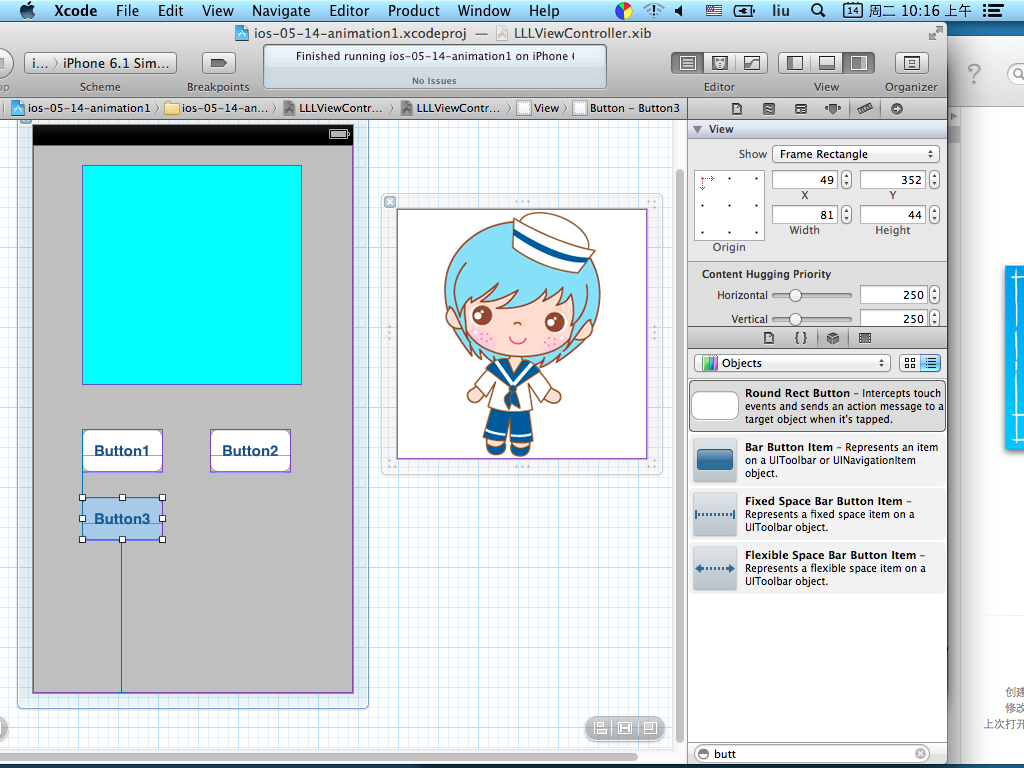 Xcode File Edit View Navigate Editor Product Window Help liu 14 周二 10:16 上午
ios-05-14-animation1.xcodeproj — LLLViewController.xib
i... iPhone 6.1 Sim...
Finished running ios-05-14-animation1 on iPhone
No Issues
Scheme Breakpoints Editor View Organizer
ios-05-14-animation1 ios-05-14-an... LLLViewContr... LLLViewContr... View Button – Button3
View
Show Frame Rectangle
49 352
X Y
81 44
Origin Width Height
Content Hugging Priority
Horizontal 250
Vertical 250
Objects
Round Rect Button – Intercepts touch
events and sends an action message to a
target object when it's tapped.
Bar Button Item – Represents an item
on a UIToolbar or UINavigationItem
object.
Fixed Space Bar Button Item –
Represents a fixed space item on a
UIToolbar object.
Flexible Space Bar Button Item –
Represents a flexible space item on a
UIToolbar object.
butt
Button1 Button2
Button3
创建
修改
上次打开